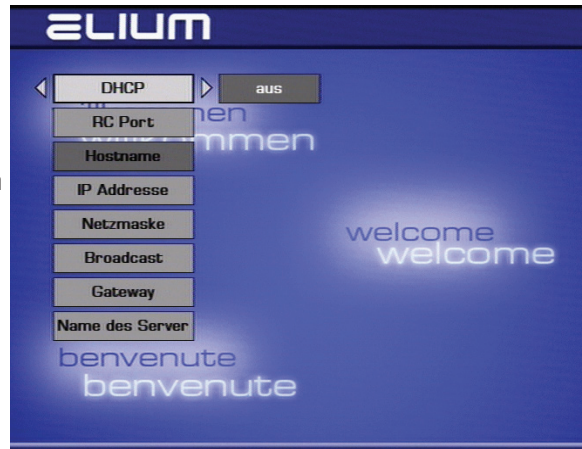 ELIUM
DHCP aus
RC Port
Hostname
IP Addresse
Netzmaske
Broadcast
Gateway
Name des Server
welcome
welcome
benvenute
benvenute